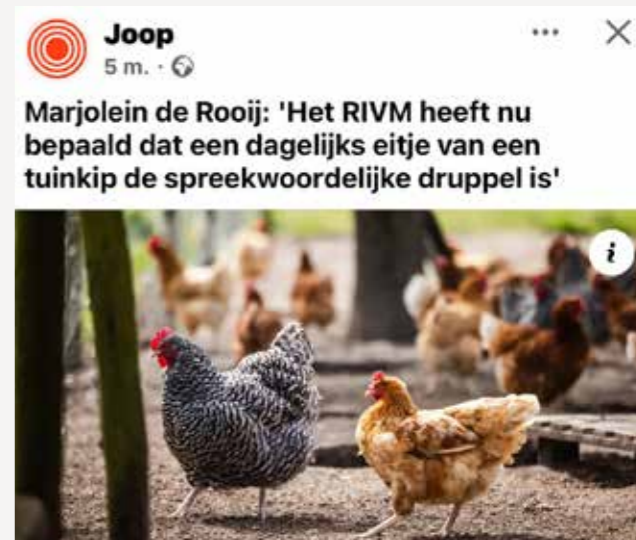 Joop
5 m. ·
Marjolein de Rooij: 'Het RIVM heeft nu
bepaald dat een dagelijks eitje van een
tuinkip de spreekwoordelijke druppel is'
i